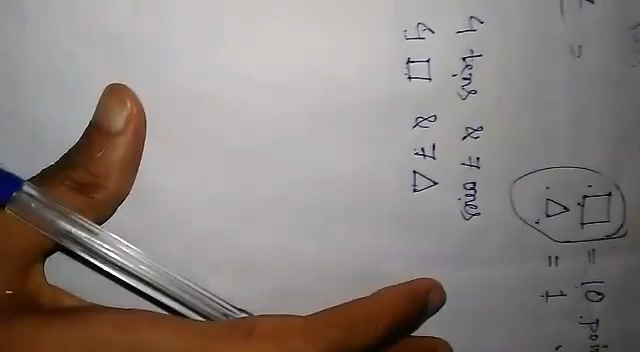 □ = 10
△ = 1
4 tens & 7 ones
4 □ & 7 △